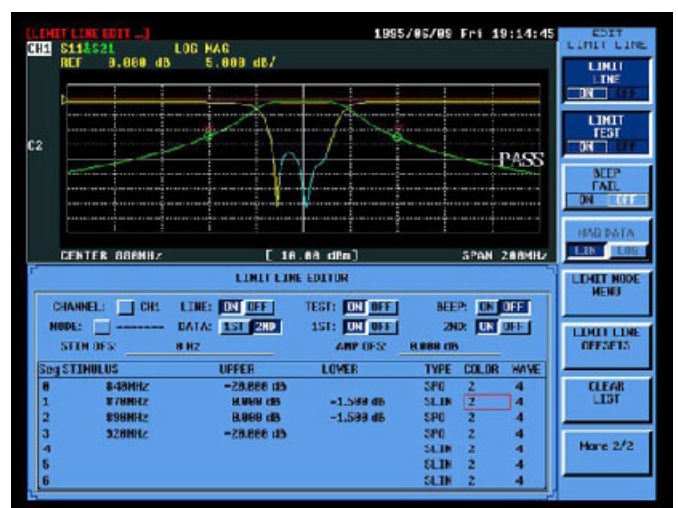 [LIMIT LINE EDIT ...] 1995/06/09 Fri 19:14:45
CH1 S11&S21 LOG MAG
REF 0.000 dB 5.000 dB/
C2
PASS
CENTER 880MHz [ 10.00 dBm] SPAN 200MHz
LIMIT LINE EDITOR
CHANNEL: CH1 LINE: ON OFF TEST: ON OFF BEEP: ON OFF
MODE: ------- DATA: 1ST 2ND 1ST: ON OFF 2ND: ON OFF
STIM OFS: 0 HZ AMP OFS: 0.000 dB
Seg STIMULUS UPPER LOWER TYPE COLOR WAVE
0 840MHz -20.000 dB SPO 2 4
1 870MHz 0.000 dB -1.500 dB SLIN 2 4
2 890MHz 0.000 dB -1.500 dB SPO 2 4
3 920MHz -20.000 dB SPO 2 4
4 SLIN 2 4
5 SLIN 2 4
6 SLIN 2 4
EDIT
LIMIT LINE
LIMIT
LINE
ON OFF
LIMIT
TEST
ON OFF
BEEP
FAIL
ON OFF
MAG DATA
LIN LOG
LIMIT MODE
MENU
LIMIT LINE
OFFSETS
CLEAR
LIST
More 2/2